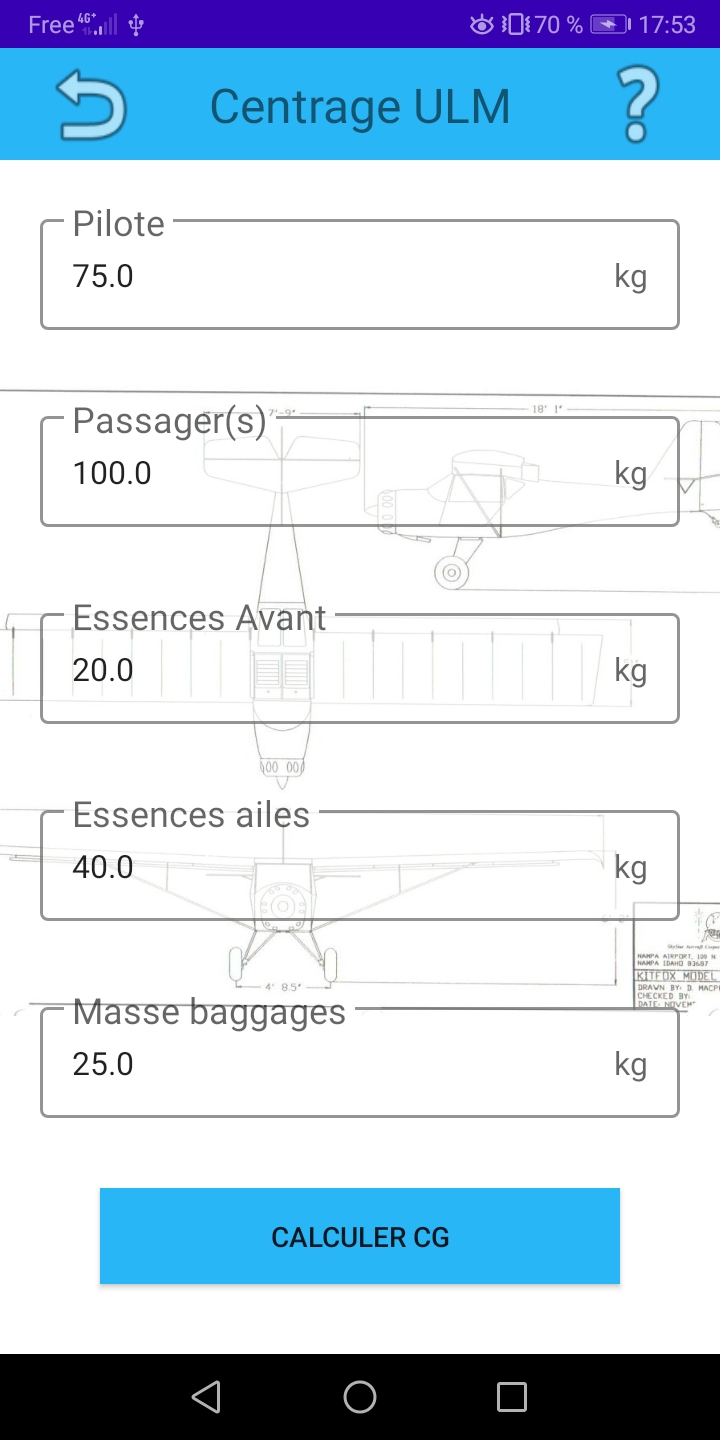 Free 4G+ 70 % 17:53
Centrage ULM
Pilote
75.0 kg
7'-9"
18' 1"
Passager(s)
100.0 kg
Essences Avant
20.0 kg
Essences ailes
40.0 kg
NAMPA AIRPORT, 100 N.
NAMPA IDAHO 83687
KITFOX MODEL
DRAWN BY: D. MACP
CHECKED BY:
4' 8.5"
DATE: NOVEM
Masse baggages
25.0 kg
CALCULER CG